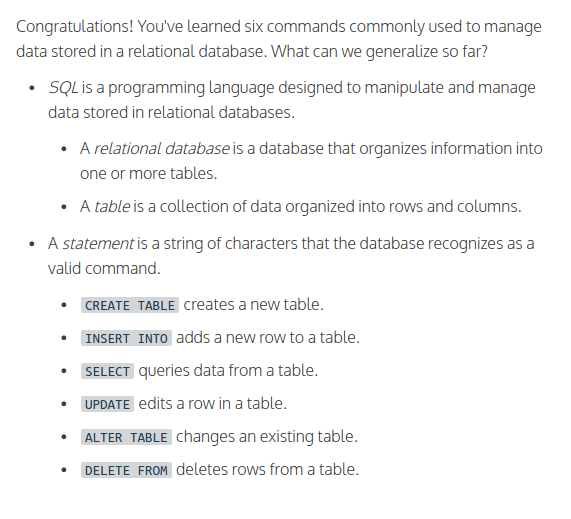 Congratulations! You've learned six commands commonly used to manage
data stored in a relational database. What can we generalize so far?
• SQL is a programming language designed to manipulate and manage
data stored in relational databases.
• A relational database is a database that organizes information into
one or more tables.
• A table is a collection of data organized into rows and columns.
• A statement is a string of characters that the database recognizes as a
valid command.
• CREATE TABLE creates a new table.
• INSERT INTO adds a new row to a table.
• SELECT queries data from a table.
• UPDATE edits a row in a table.
• ALTER TABLE changes an existing table.
• DELETE FROM deletes rows from a table.